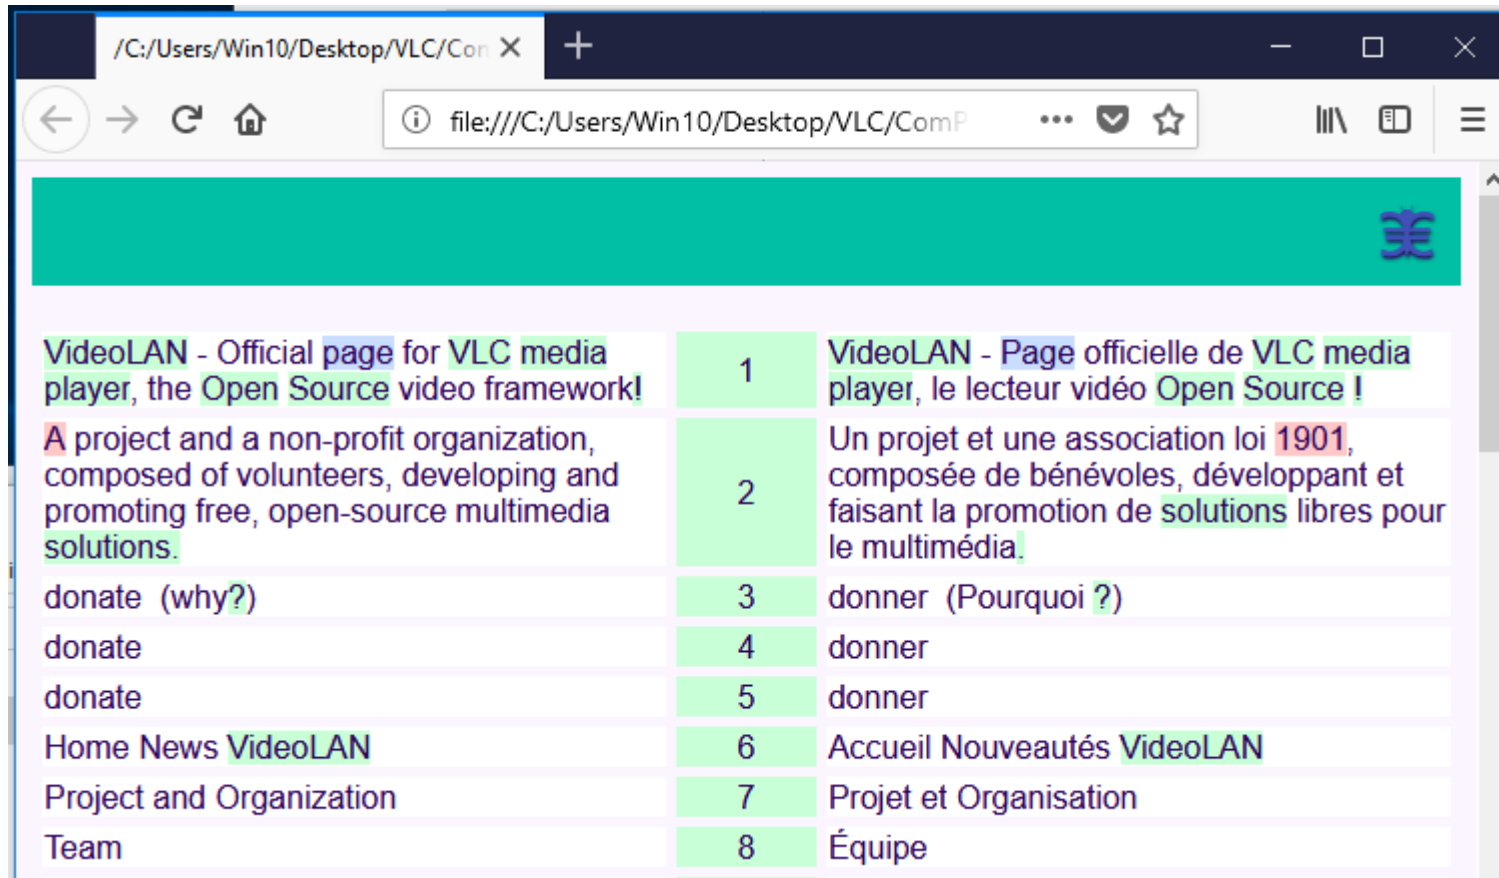 /C:/Users/Win10/Desktop/VLC/Con
file:///C:/Users/Win10/Desktop/VLC/ComP
VideoLAN - Official page for VLC media
player, the Open Source video framework!
1
VideoLAN - Page officielle de VLC media
player, le lecteur vidéo Open Source !
A project and a non-profit organization,
composed of volunteers, developing and
promoting free, open-source multimedia
solutions.
2
Un projet et une association loi 1901,
composée de bénévoles, développant et
faisant la promotion de solutions libres pour
le multimédia.
donate  (why?)
3
donner  (Pourquoi ?)
donate
4
donner
donate
5
donner
Home News VideoLAN
6
Accueil Nouveautés VideoLAN
Project and Organization
7
Projet et Organisation
Team
8
Équipe